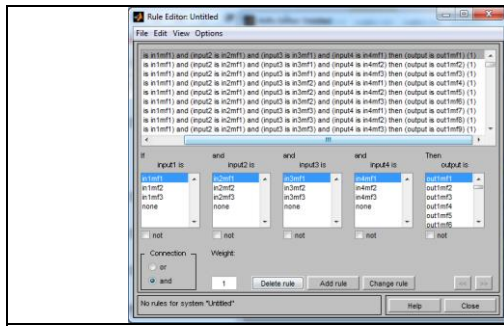 Rule Editor: Untitled
File Edit View Options
is in1mf1) and (input2 is in2mf1) and (input3 is in3mf1) and (input4 is in4mf1) then (output is out1mf1) (1)
is in1mf1) and (input2 is in2mf1) and (input3 is in3mf1) and (input4 is in4mf2) then (output is out1mf2) (1)
is in1mf1) and (input2 is in2mf1) and (input3 is in3mf1) and (input4 is in4mf3) then (output is out1mf3) (1)
is in1mf1) and (input2 is in2mf1) and (input3 is in3mf2) and (input4 is in4mf1) then (output is out1mf4) (1)
is in1mf1) and (input2 is in2mf1) and (input3 is in3mf2) and (input4 is in4mf2) then (output is out1mf5) (1)
is in1mf1) and (input2 is in2mf1) and (input3 is in3mf2) and (input4 is in4mf3) then (output is out1mf6) (1)
is in1mf1) and (input2 is in2mf1) and (input3 is in3mf3) and (input4 is in4mf1) then (output is out1mf7) (1)
is in1mf1) and (input2 is in2mf1) and (input3 is in3mf3) and (input4 is in4mf2) then (output is out1mf8) (1)
is in1mf1) and (input2 is in2mf1) and (input3 is in3mf3) and (input4 is in4mf3) then (output is out1mf9) (1)
If and and and Then
input1 is input2 is input3 is input4 is output is
in1mf1 in2mf1 in3mf1 in4mf1 out1mf1
in1mf2 in2mf2 in3mf2 in4mf2 out1mf2
in1mf3 in2mf3 in3mf3 in4mf3 out1mf3
none none none none out1mf4
out1mf5
out1mf6
not not not not not
Connection Weight:
or
and 1 Delete rule Add rule Change rule << >>
No rules for system "Untitled" Help Close